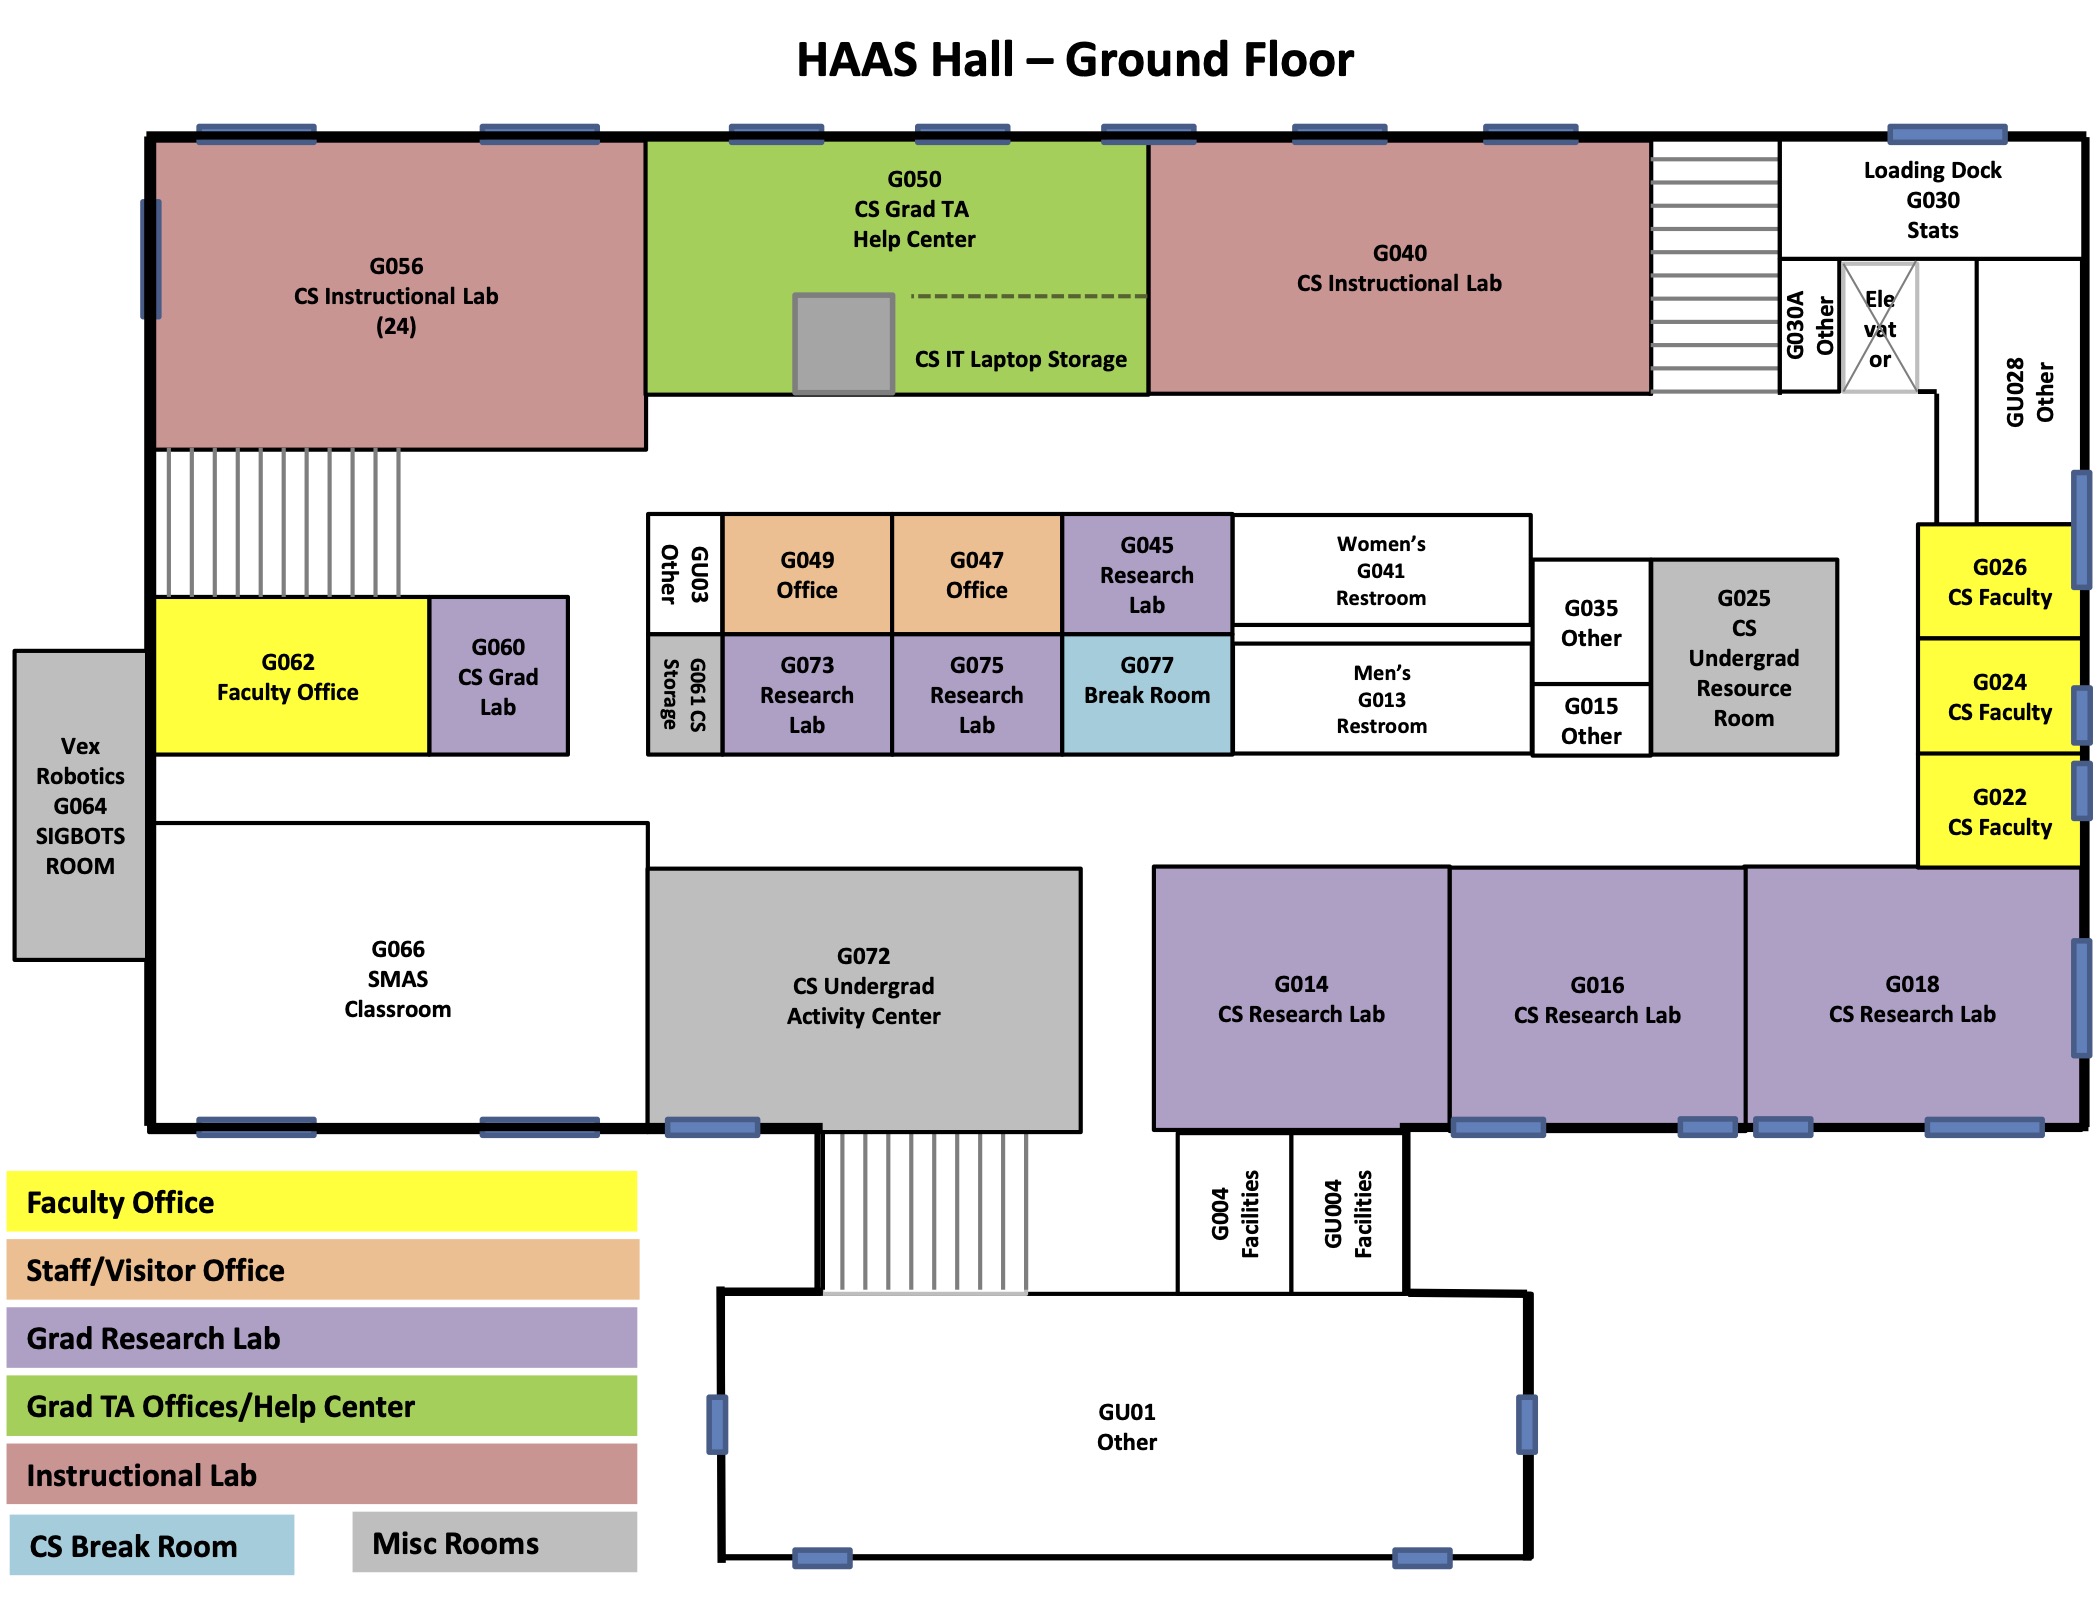 HAAS Hall – Ground Floor
G056
CS Instructional Lab
(24)
G050
CS Grad TA
Help Center
CS IT Laptop Storage
G040
CS Instructional Lab
Loading Dock
G030
Stats
G030A
Other
Ele
vat
or
GU028
Other
GU03
Other
G049
Office
G047
Office
G045
Research
Lab
Women’s
G041
Restroom
G035
Other
G025
CS
Undergrad
Resource
Room
G026
CS Faculty
G062
Faculty Office
G060
CS Grad
Lab
G061 CS
Storage
G073
Research
Lab
G075
Research
Lab
G077
Break Room
Men’s
G013
Restroom
G015
Other
G024
CS Faculty
G022
CS Faculty
Vex
Robotics
G064
SIGBOTS
ROOM
G066
SMAS
Classroom
G072
CS Undergrad
Activity Center
G014
CS Research Lab
G016
CS Research Lab
G018
CS Research Lab
G004
Facilities
GU004
Facilities
GU01
Other
Faculty Office
Staff/Visitor Office
Grad Research Lab
Grad TA Offices/Help Center
Instructional Lab
CS Break Room
Misc Rooms